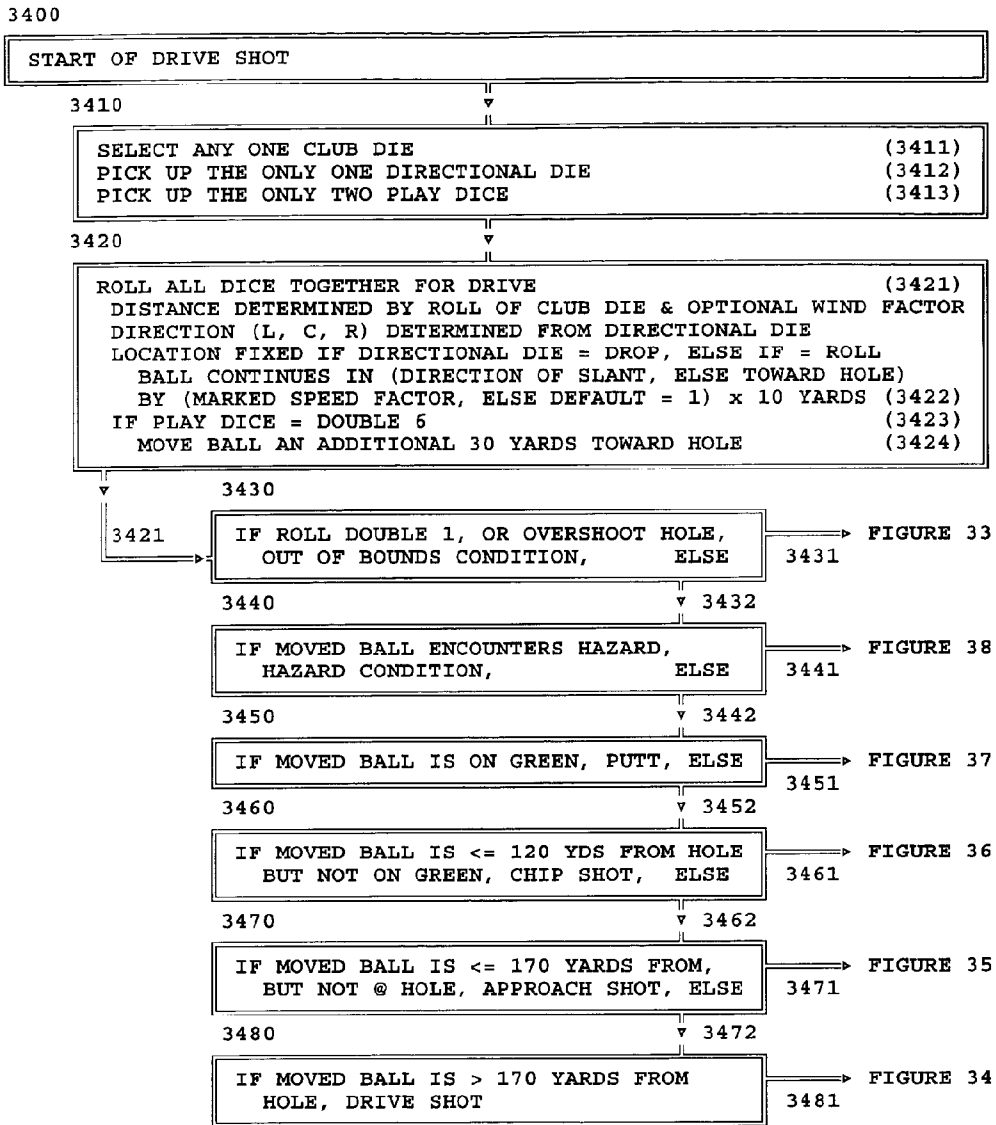 3400
START OF DRIVE SHOT
3410
SELECT ANY ONE CLUB DIE (3411)
PICK UP THE ONLY ONE DIRECTIONAL DIE (3412)
PICK UP THE ONLY TWO PLAY DICE (3413)
3420
ROLL ALL DICE TOGETHER FOR DRIVE (3421)
DISTANCE DETERMINED BY ROLL OF CLUB DIE & OPTIONAL WIND FACTOR
DIRECTION (L, C, R) DETERMINED FROM DIRECTIONAL DIE
LOCATION FIXED IF DIRECTIONAL DIE = DROP, ELSE IF = ROLL
BALL CONTINUES IN (DIRECTION OF SLANT, ELSE TOWARD HOLE)
BY (MARKED SPEED FACTOR, ELSE DEFAULT = 1) x 10 YARDS (3422)
IF PLAY DICE = DOUBLE 6 (3423)
MOVE BALL AN ADDITIONAL 30 YARDS TOWARD HOLE (3424)
3430
3421
IF ROLL DOUBLE 1, OR OVERSHOOT HOLE, FIGURE 33
OUT OF BOUNDS CONDITION, ELSE 3431
3440 3432
IF MOVED BALL ENCOUNTERS HAZARD, FIGURE 38
HAZARD CONDITION, ELSE 3441
3450 3442
IF MOVED BALL IS ON GREEN, PUTT, ELSE FIGURE 37
3451
3460 3452
IF MOVED BALL IS <= 120 YDS FROM HOLE FIGURE 36
BUT NOT ON GREEN, CHIP SHOT, ELSE 3461
3470 3462
IF MOVED BALL IS <= 170 YARDS FROM, FIGURE 35
BUT NOT @ HOLE, APPROACH SHOT, ELSE 3471
3480 3472
IF MOVED BALL IS > 170 YARDS FROM FIGURE 34
HOLE, DRIVE SHOT 3481